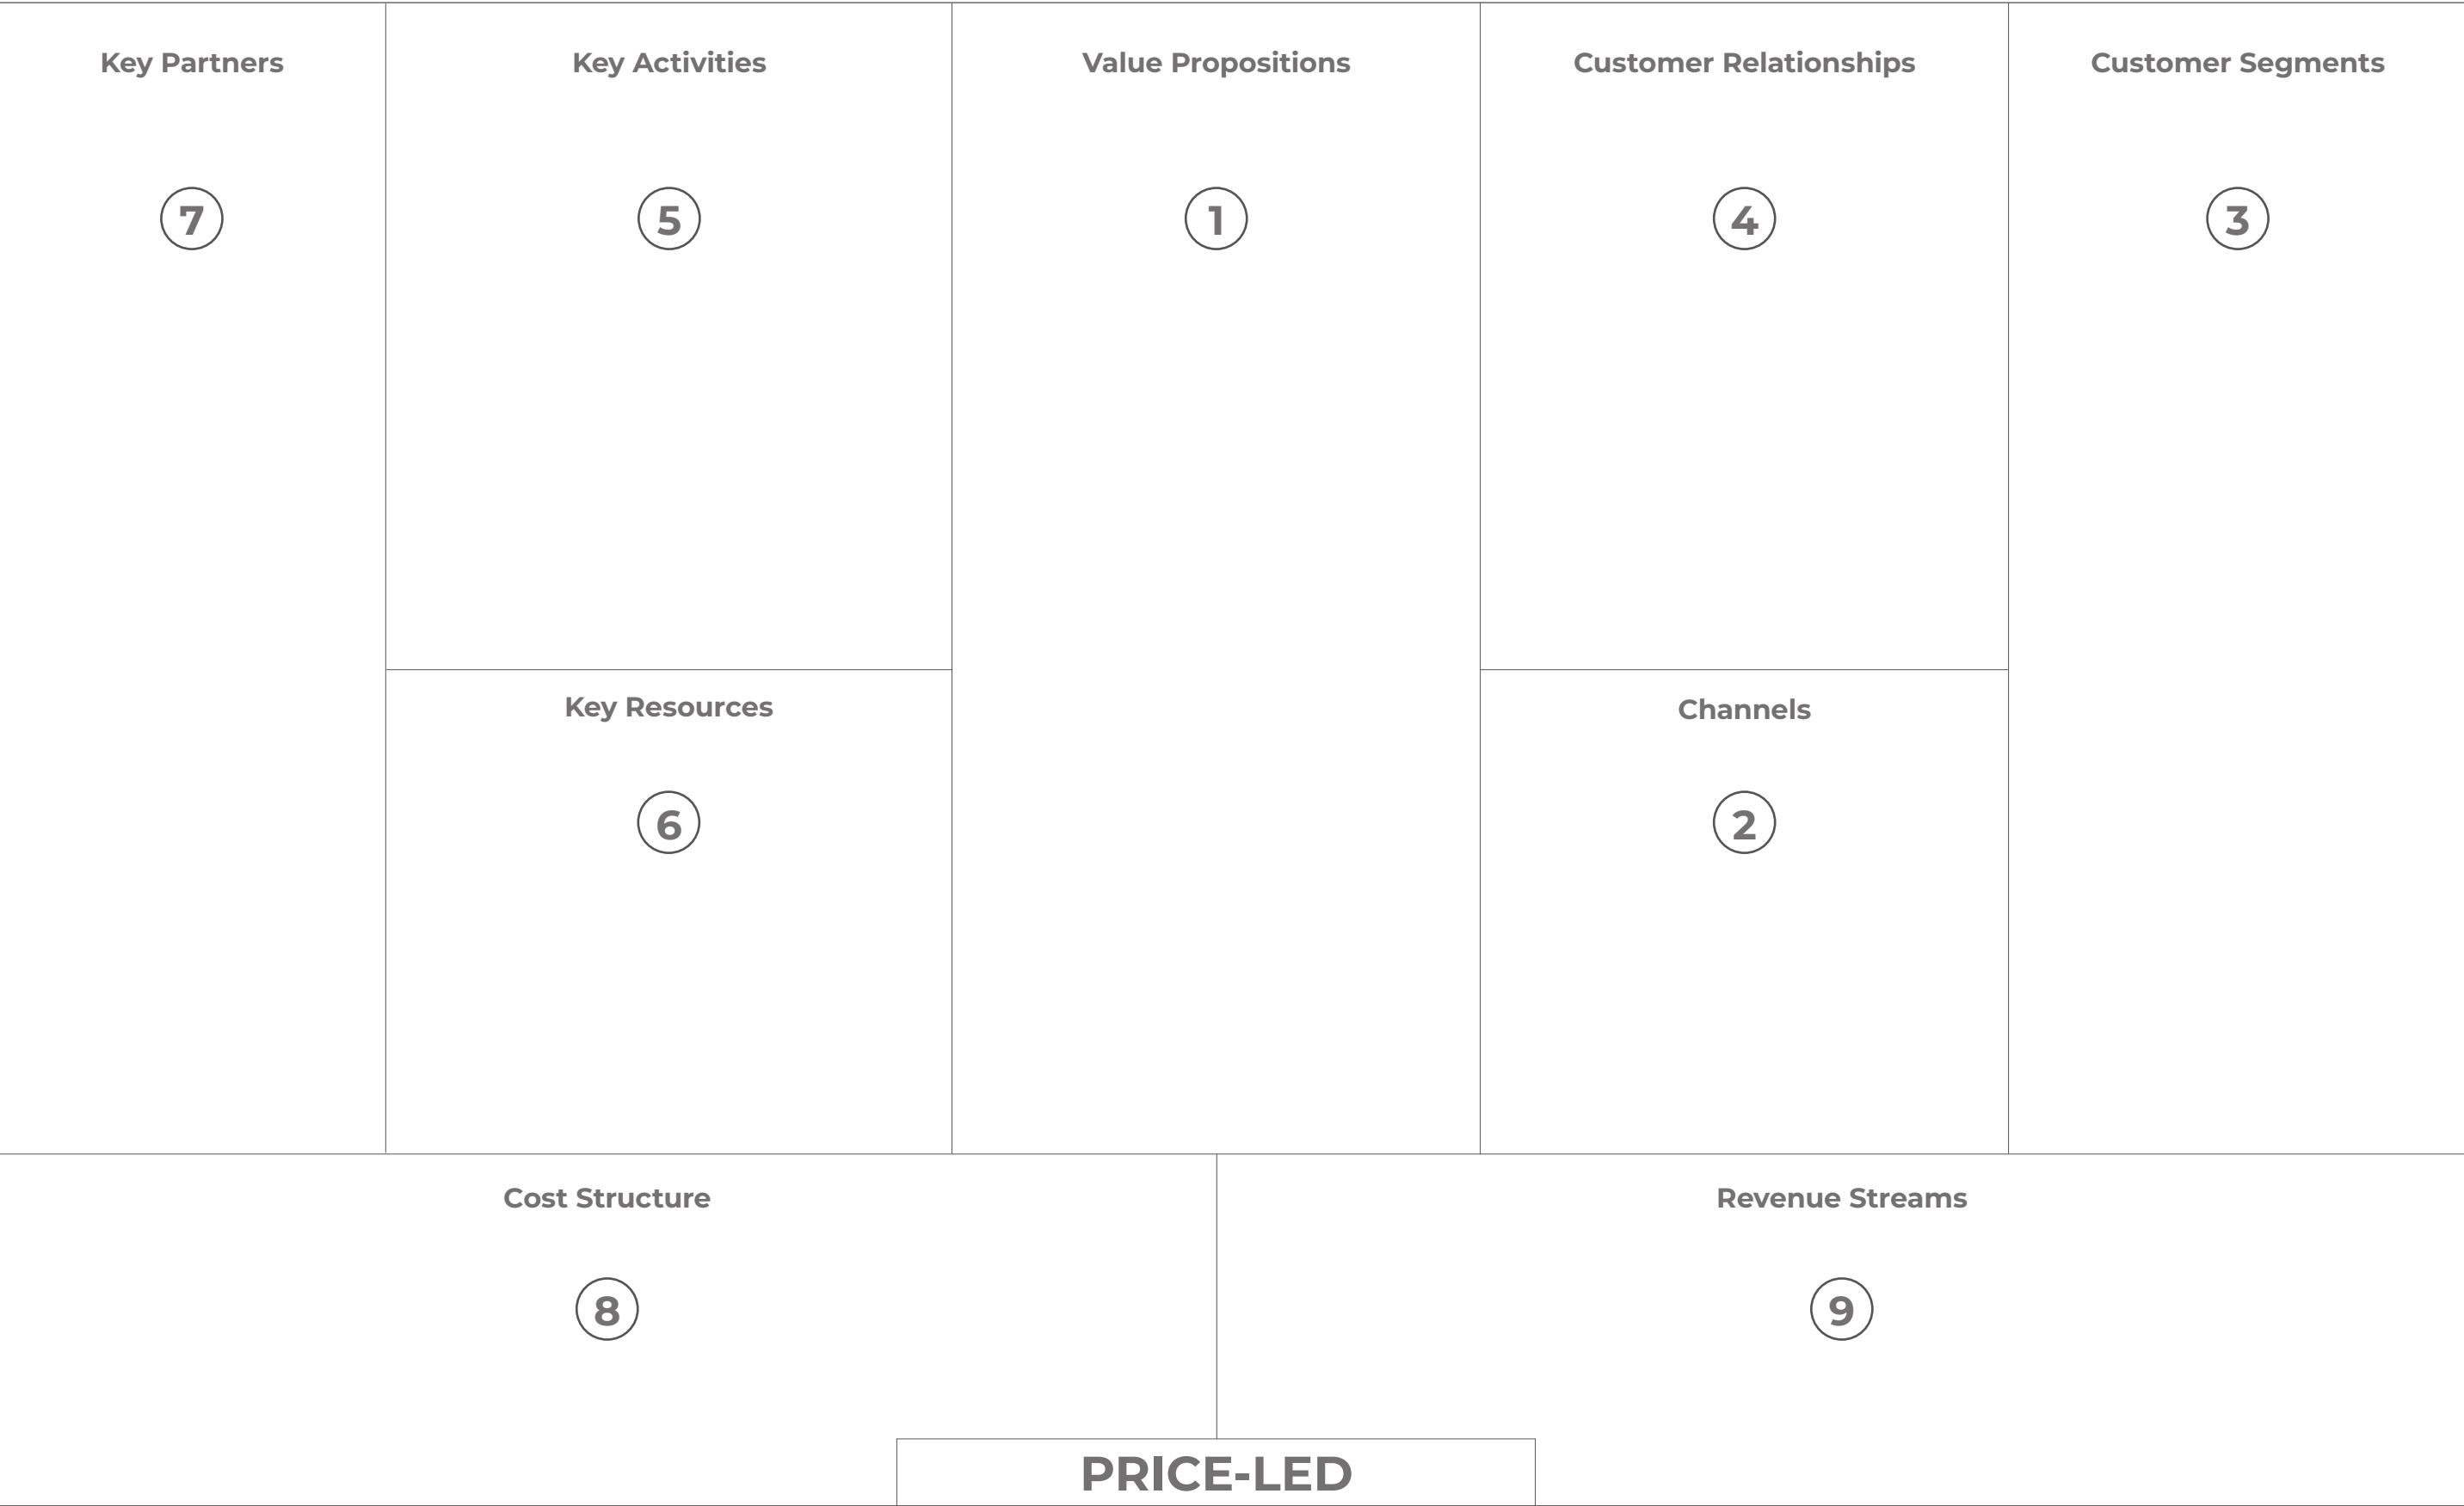 Key Partners
7
Key Activities
5
Key Resources
6
Value Propositions
1
Customer Relationships
4
Channels
2
Customer Segments
3
Cost Structure
8
Revenue Streams
9
PRICE-LED